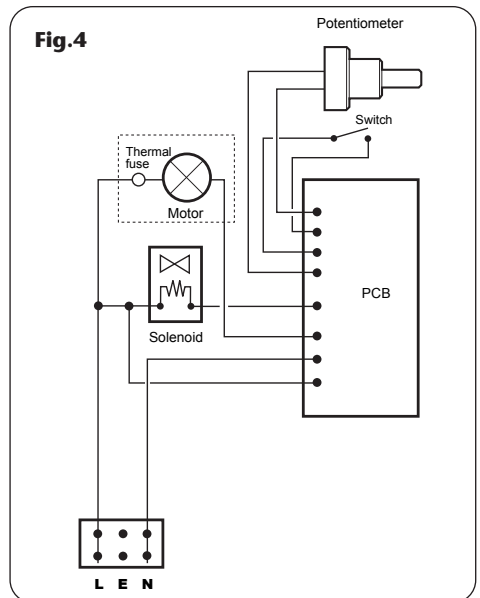 Fig.4
Potentiometer
Switch
Thermal
fuse
Motor
PCB
Solenoid
L E N